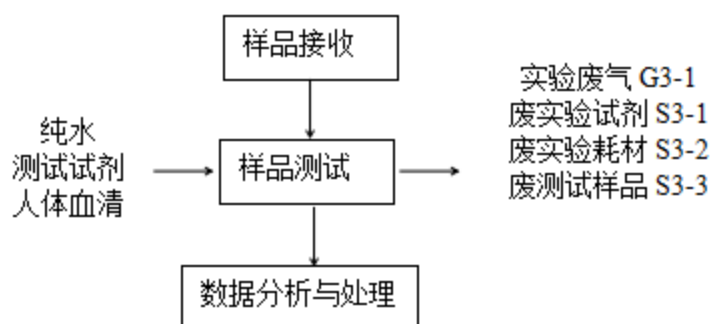 样品接收
纯水
测试试剂
人体血清
样品测试
实验废气 G3-1
废实验试剂 S3-1
废实验耗材 S3-2
废测试样品 S3-3
数据分析与处理